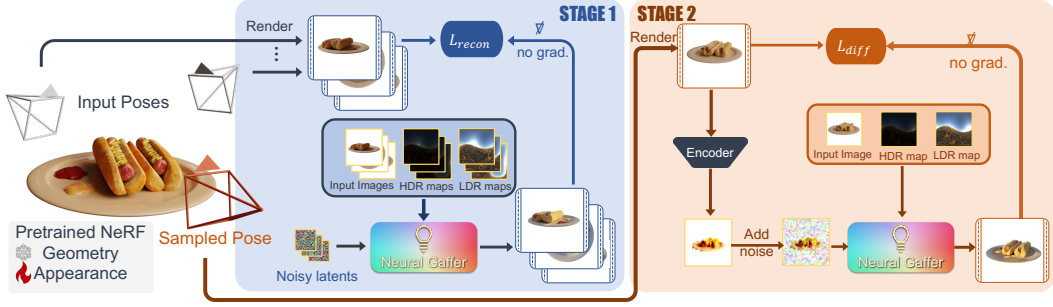 STAGE 1
STAGE 2
Render
L_recon
no grad.
Input Poses
Input Images
HDR maps
LDR maps
Noisy latents
Neural Gaffer
Pretrained NeRF
Geometry
Appearance
Sampled Pose
Render
L_diff
no grad.
Encoder
Input Image
HDR map
LDR map
Add
noise
Neural Gaffer